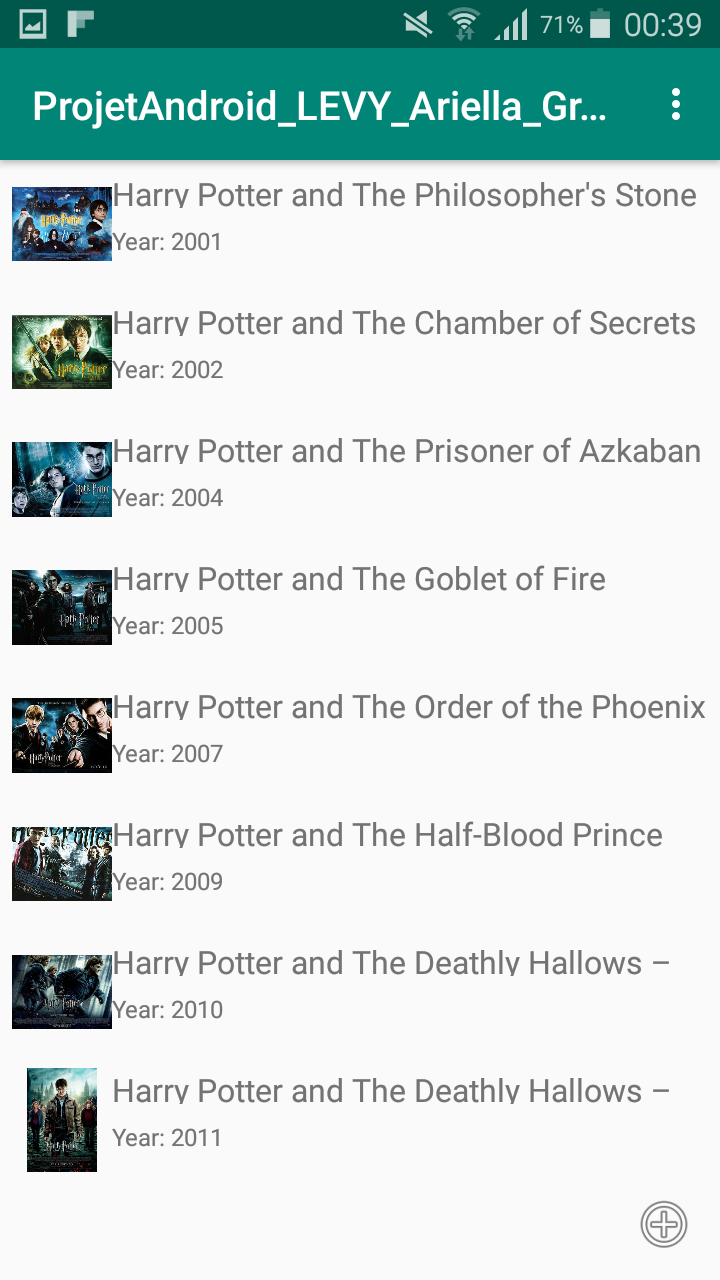 71% 00:39
ProjetAndroid_LEVY_Ariella_Gr...
Harry Potter and The Philosopher's Stone
Year: 2001
Harry Potter and The Chamber of Secrets
Year: 2002
Harry Potter and The Prisoner of Azkaban
Year: 2004
Harry Potter and The Goblet of Fire
Year: 2005
Harry Potter and The Order of the Phoenix
Year: 2007
Harry Potter and The Half-Blood Prince
Year: 2009
Harry Potter and The Deathly Hallows –
Year: 2010
Harry Potter and The Deathly Hallows –
Year: 2011